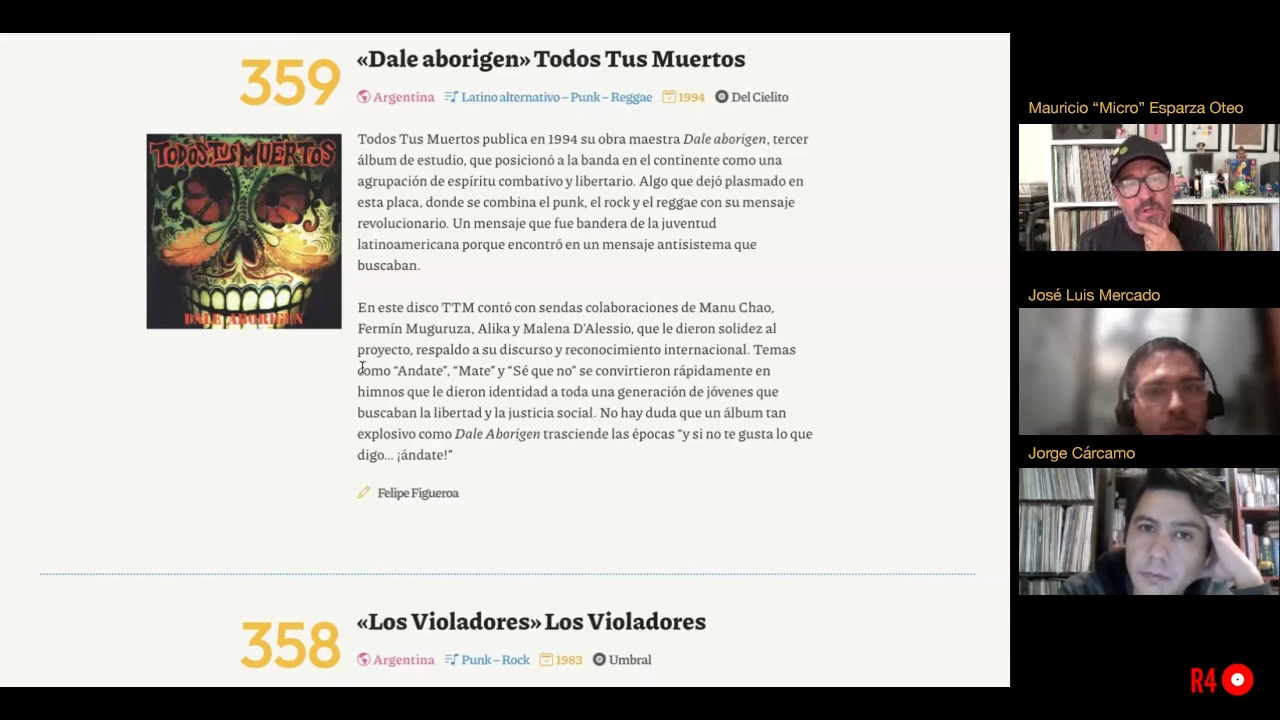 359
«Dale aborigen» Todos Tus Muertos
Argentina Latino alternativo – Punk – Reggae 1994 Del Cielito
TODOS TUS MUERTOS
DALE ABORIGEN
Todos Tus Muertos publica en 1994 su obra maestra Dale aborigen, tercer
álbum de estudio, que posicionó a la banda en el continente como una
agrupación de espíritu combativo y libertario. Algo que dejó plasmado en
esta placa, donde se combina el punk, el rock y el reggae con su mensaje
revolucionario. Un mensaje que fue bandera de la juventud
latinoamericana porque encontró en un mensaje antisistema que
buscaban.
En este disco TTM contó con sendas colaboraciones de Manu Chao,
Fermín Muguruza, Alika y Malena D’Alessio, que le dieron solidez al
proyecto, respaldo a su discurso y reconocimiento internacional. Temas
como “Andate”, “Mate” y “Sé que no” se convirtieron rápidamente en
himnos que le dieron identidad a toda una generación de jóvenes que
buscaban la libertad y la justicia social. No hay duda que un álbum tan
explosivo como Dale Aborigen trasciende las épocas “y si no te gusta lo que
digo... ¡ándate!”
Felipe Figueroa
358
«Los Violadores» Los Violadores
Argentina Punk – Rock 1983 Umbral
Mauricio “Micro” Esparza Oteo
José Luis Mercado
Jorge Cárcamo
R4